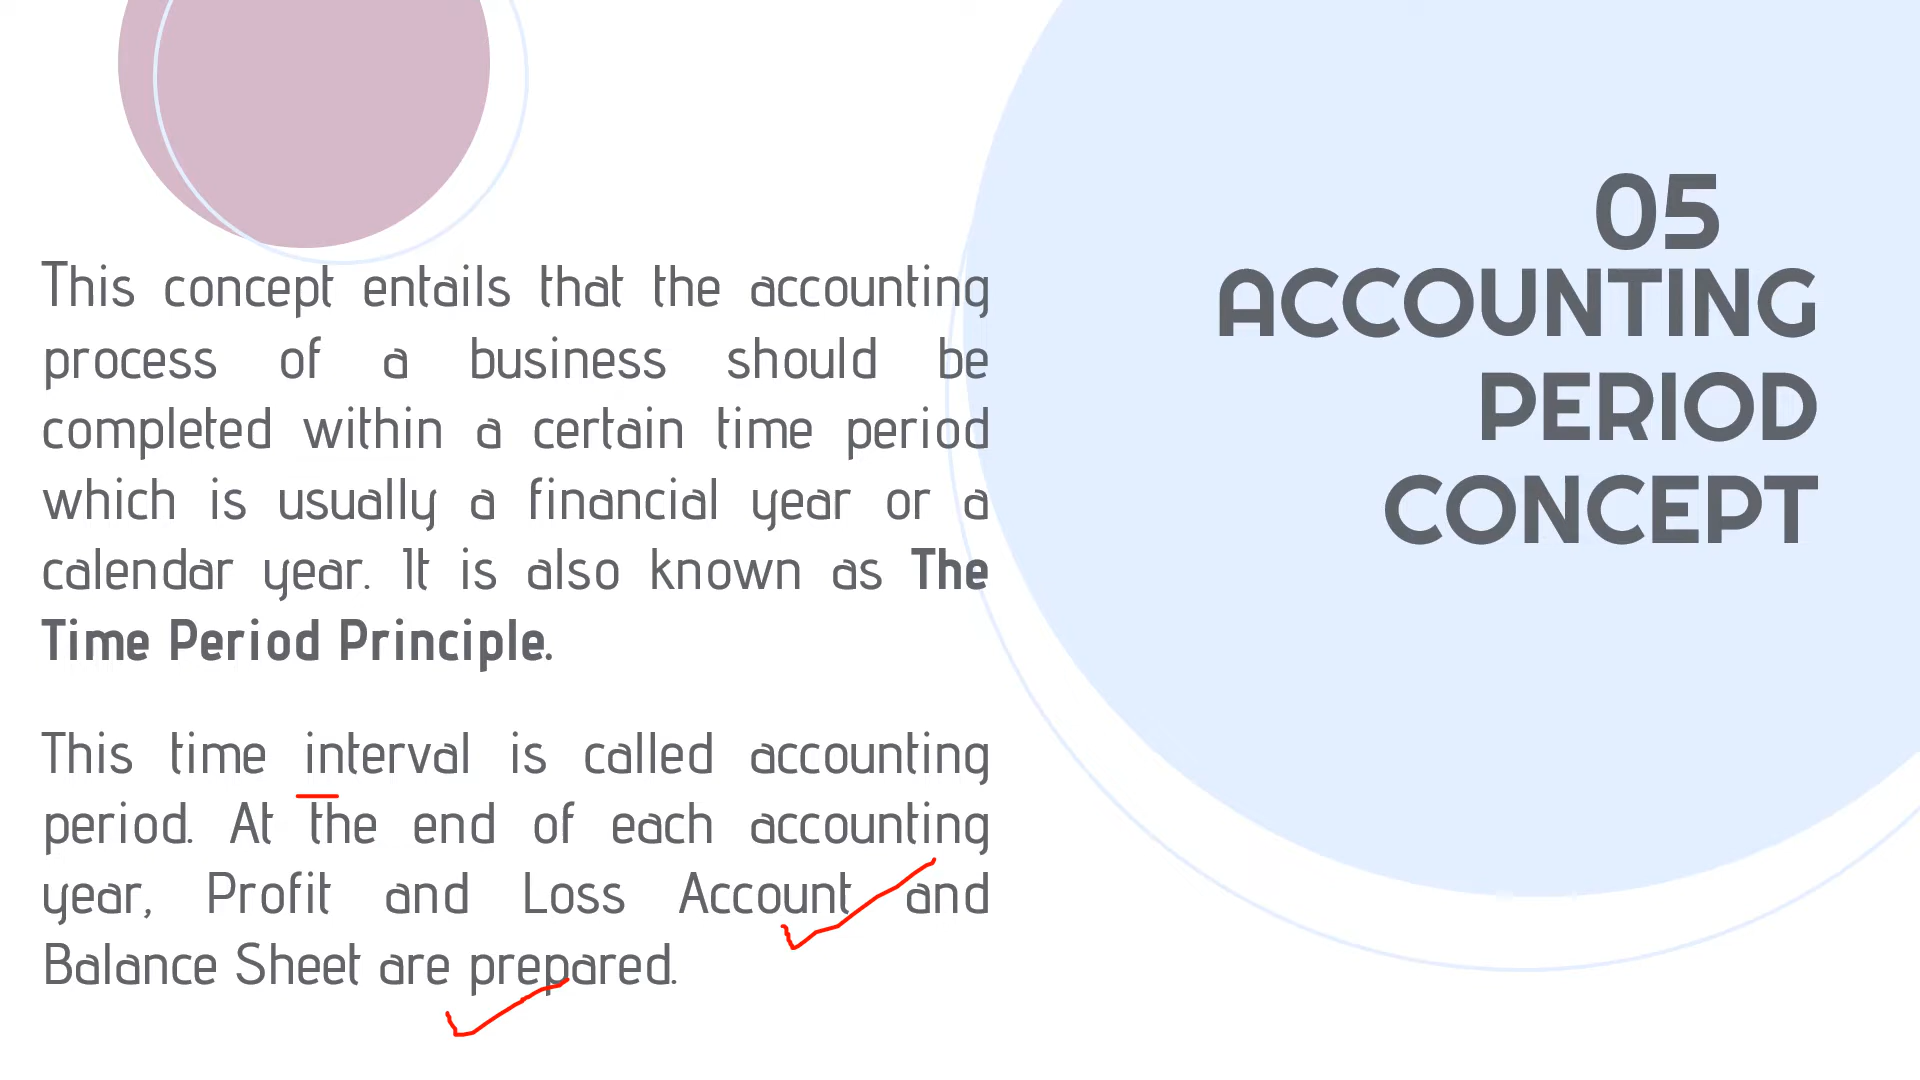 This concept entails that the accounting
process of a business should be
completed within a certain time period
which is usually a financial year or a
calendar year. It is also known as The
Time Period Principle.
This time interval is called accounting
period. At the end of each accounting
year, Profit and Loss Account and
Balance Sheet are prepared.
05
ACCOUNTING
PERIOD
CONCEPT